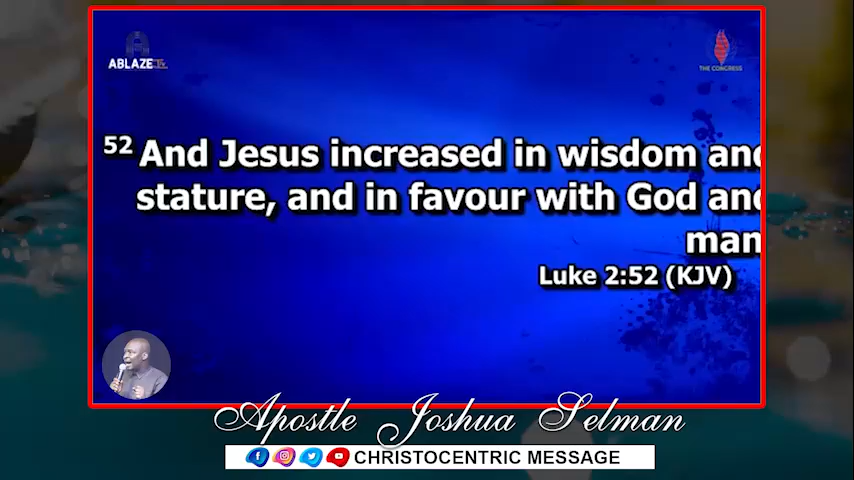 ABLAZE Tv
THE CONGRESS
52 And Jesus increased in wisdom and
stature, and in favour with God and
man
Luke 2:52 (KJV)
Apostle Joshua Selman
CHRISTOCENTRIC MESSAGE